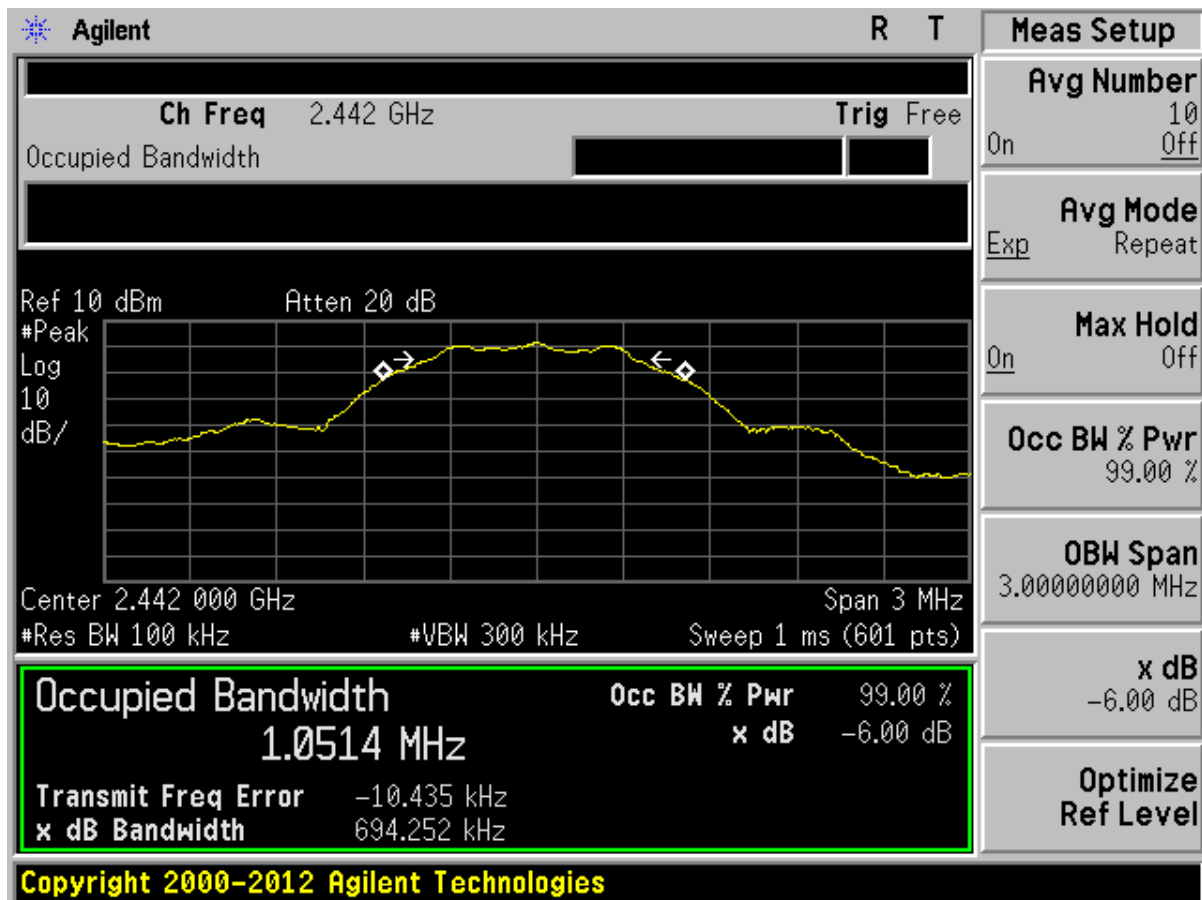 Agilent R T
Ch Freq 2.442 GHz Trig Free
Occupied Bandwidth
Ref 10 dBm Atten 20 dB
#Peak
Log
10
dB/
Center 2.442 000 GHz Span 3 MHz
#Res BW 100 kHz #VBW 300 kHz Sweep 1 ms (601 pts)
Occupied Bandwidth Occ BW % Pwr 99.00 %
1.0514 MHz x dB -6.00 dB
Transmit Freq Error -10.435 kHz
x dB Bandwidth 694.252 kHz
Copyright 2000-2012 Agilent Technologies
Meas Setup
Avg Number
10
On Off
Avg Mode
Exp Repeat
Max Hold
On Off
Occ BW % Pwr
99.00 %
OBW Span
3.00000000 MHz
x dB
-6.00 dB
Optimize
Ref Level